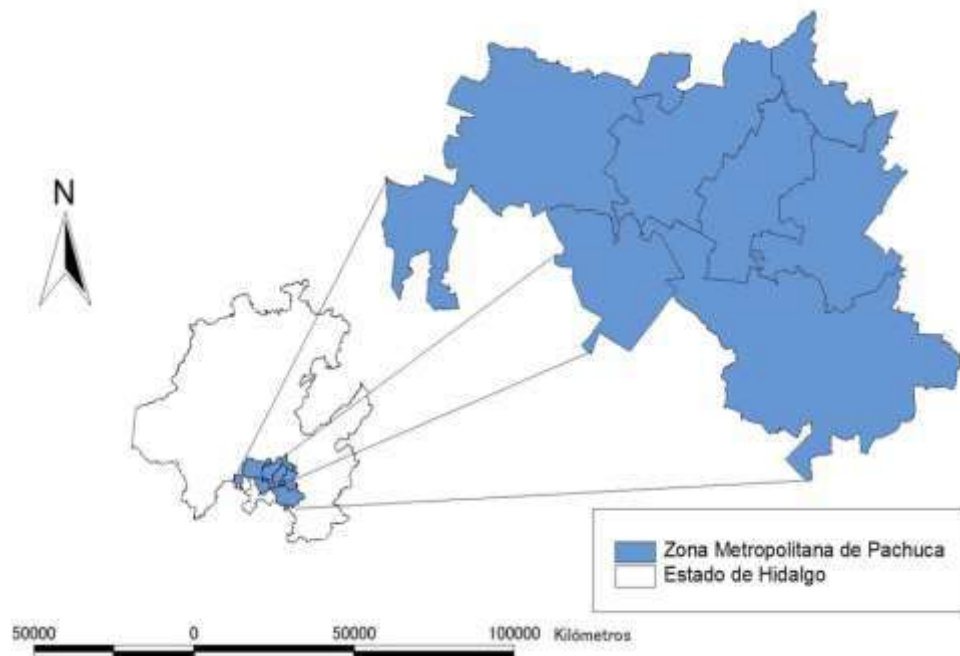 N
Zona Metropolitana de Pachuca
Estado de Hidalgo
50000 0 50000 100000 Kilómetros